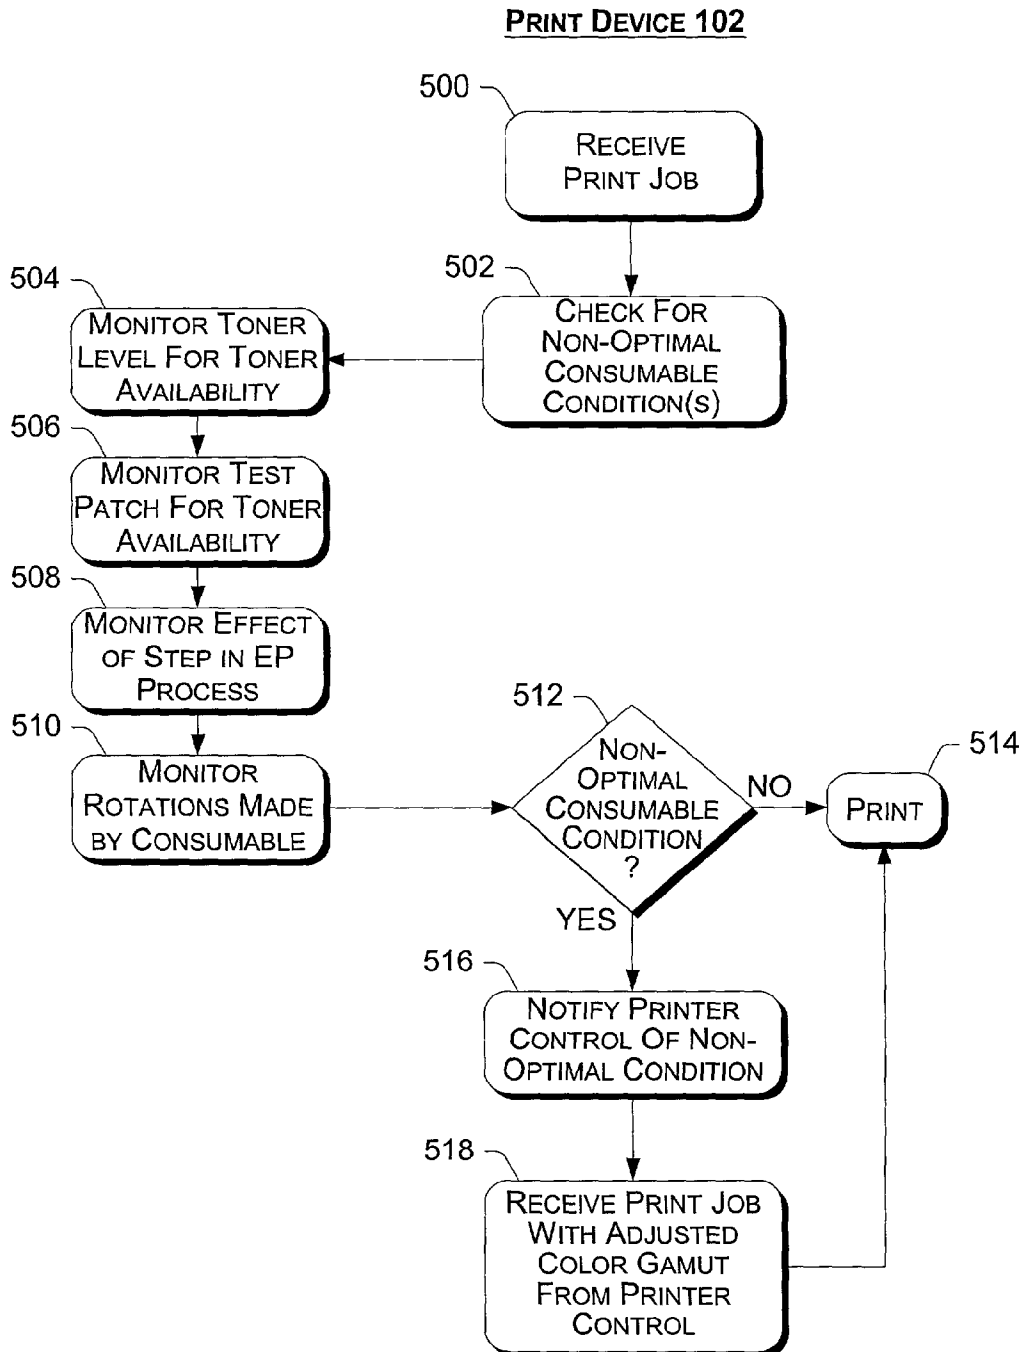 PRINT DEVICE 102
500
RECEIVE
PRINT JOB
502
CHECK FOR
NON-OPTIMAL
CONSUMABLE
CONDITION(S)
504
MONITOR TONER
LEVEL FOR TONER
AVAILABILITY
506
MONITOR TEST
PATCH FOR TONER
AVAILABILITY
508
MONITOR EFFECT
OF STEP IN EP
PROCESS
510
MONITOR
ROTATIONS MADE
BY CONSUMABLE
512
NON-
OPTIMAL
CONSUMABLE
CONDITION
?
NO
YES
514
PRINT
516
NOTIFY PRINTER
CONTROL OF NON-
OPTIMAL CONDITION
518
RECEIVE PRINT JOB
WITH ADJUSTED
COLOR GAMUT
FROM PRINTER
CONTROL